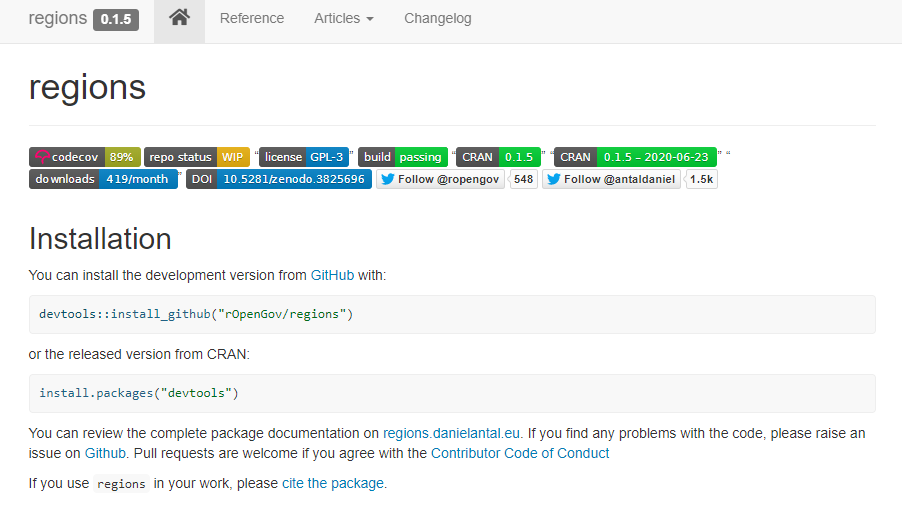 regions 0.1.5 Reference Articles Changelog
regions
codecov 89% repo status WIP “ license GPL-3 ” build passing “ CRAN 0.1.5 ” “ CRAN 0.1.5 – 2020-06-23 ” “
downloads 419/month ” DOI 10.5281/zenodo.3825696 Follow @ropengov 548 Follow @antaldaniel 1.5k
Installation
You can install the development version from GitHub with:
devtools::install_github("rOpenGov/regions")
or the released version from CRAN:
install.packages("devtools")
You can review the complete package documentation on regions.danielantal.eu. If you find any problems with the code, please raise an
issue on Github. Pull requests are welcome if you agree with the Contributor Code of Conduct
If you use regions in your work, please cite the package.